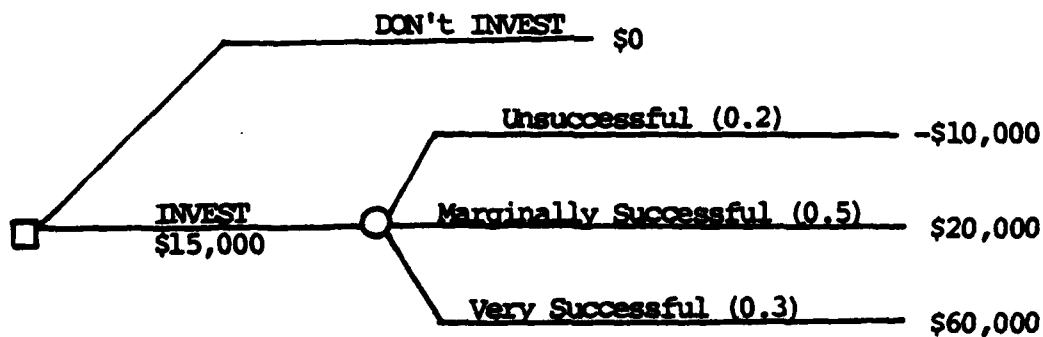 DON't INVEST $0
Unsuccessful (0.2) -$10,000
INVEST
$15,000
Marginally Successful (0.5) $20,000
Very Successful (0.3) $60,000